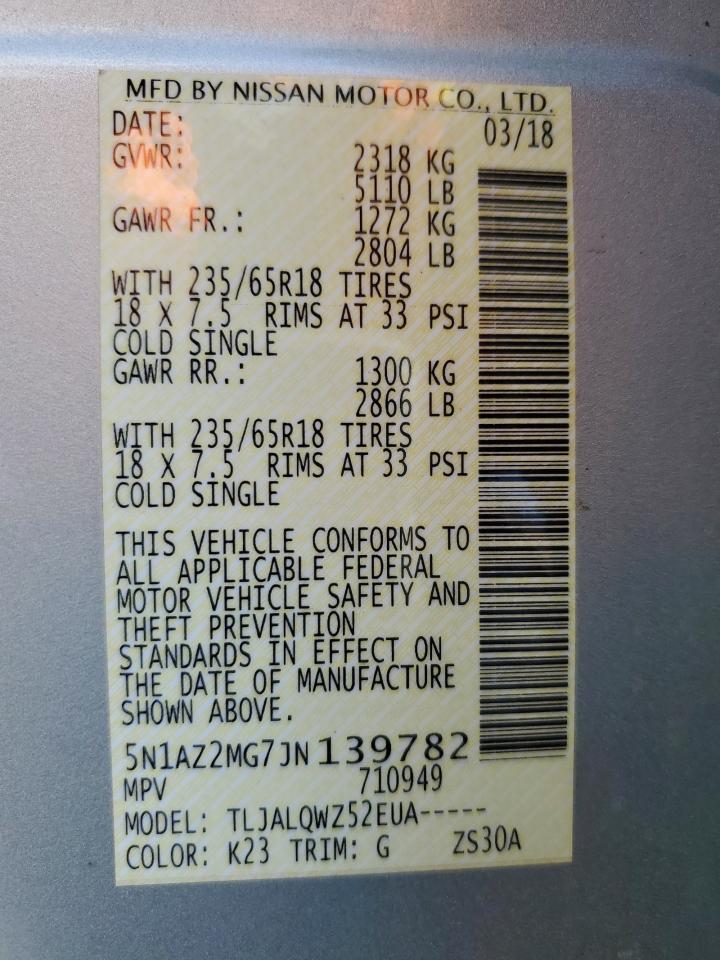 MFD BY NISSAN MOTOR CO., LTD.
DATE: 03/18
GVWR: 2318 KG
5110 LB
GAWR FR.: 1272 KG
2804 LB
WITH 235/65R18 TIRES
18 X 7.5 RIMS AT 33 PSI
COLD SINGLE
GAWR RR.: 1300 KG
2866 LB
WITH 235/65R18 TIRES
18 X 7.5 RIMS AT 33 PSI
COLD SINGLE
THIS VEHICLE CONFORMS TO
ALL APPLICABLE FEDERAL
MOTOR VEHICLE SAFETY AND
THEFT PREVENTION
STANDARDS IN EFFECT ON
THE DATE OF MANUFACTURE
SHOWN ABOVE.
5N1AZ2MG7JN139782
MPV 710949
MODEL: TLJALQWZ52EUA-----
COLOR: K23 TRIM: G ZS30A